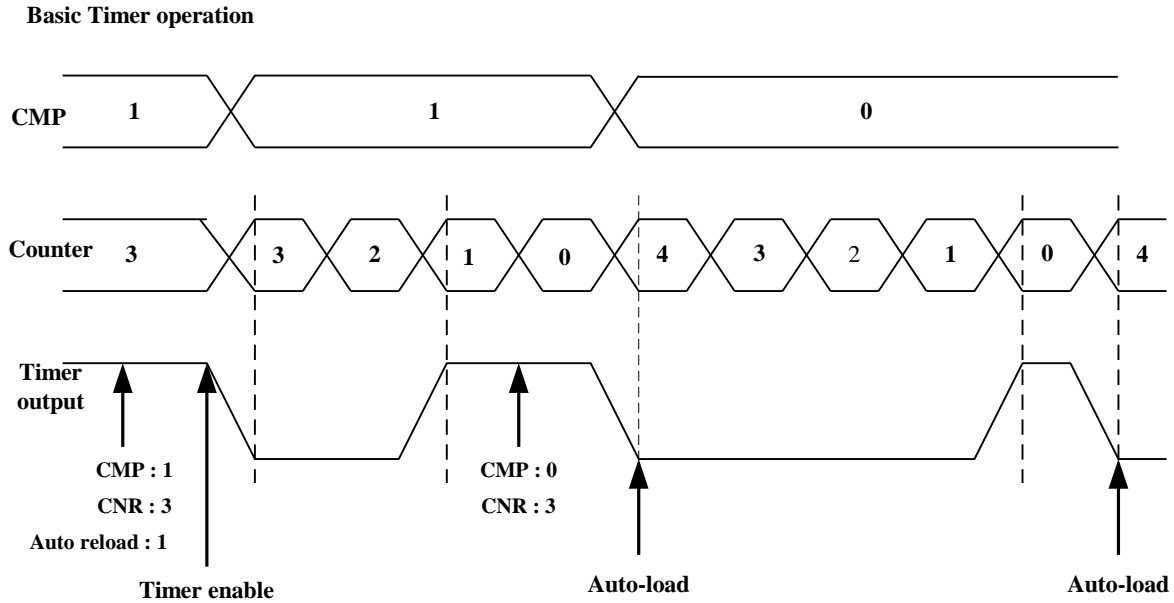 Basic Timer operation
CMP
1
1
0
Counter
3
3
2
1
0
4
3
2
1
0
4
Timer
output
CMP : 1
CNR : 3
Auto reload : 1
Timer enable
CMP : 0
CNR : 3
Auto-load
Auto-load